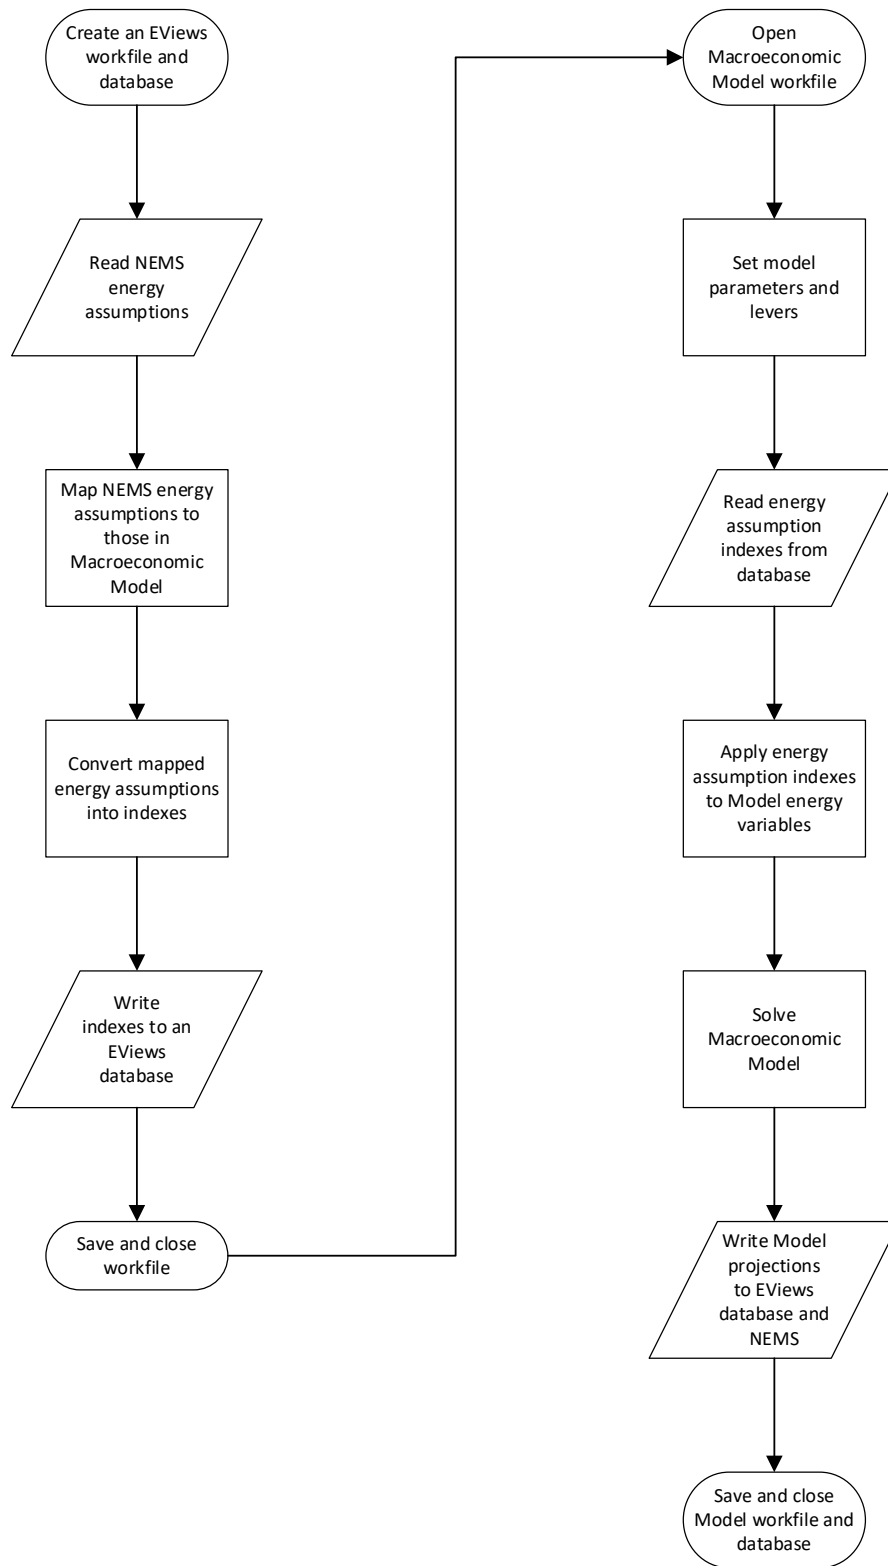 Create an EViews
workfile and
database
Read NEMS
energy
assumptions
Map NEMS energy
assumptions to
those in
Macroeconomic
Model
Convert mapped
energy assumptions
into indexes
Write
indexes to an
EViews
database
Save and close
workfile
Open
Macroeconomic
Model workfile
Set model
parameters and
levers
Read energy
assumption
indexes from
database
Apply energy
assumption indexes
to Model energy
variables
Solve
Macroeconomic
Model
Write Model
projections
to EViews
database and
NEMS
Save and close
Model workfile and
database